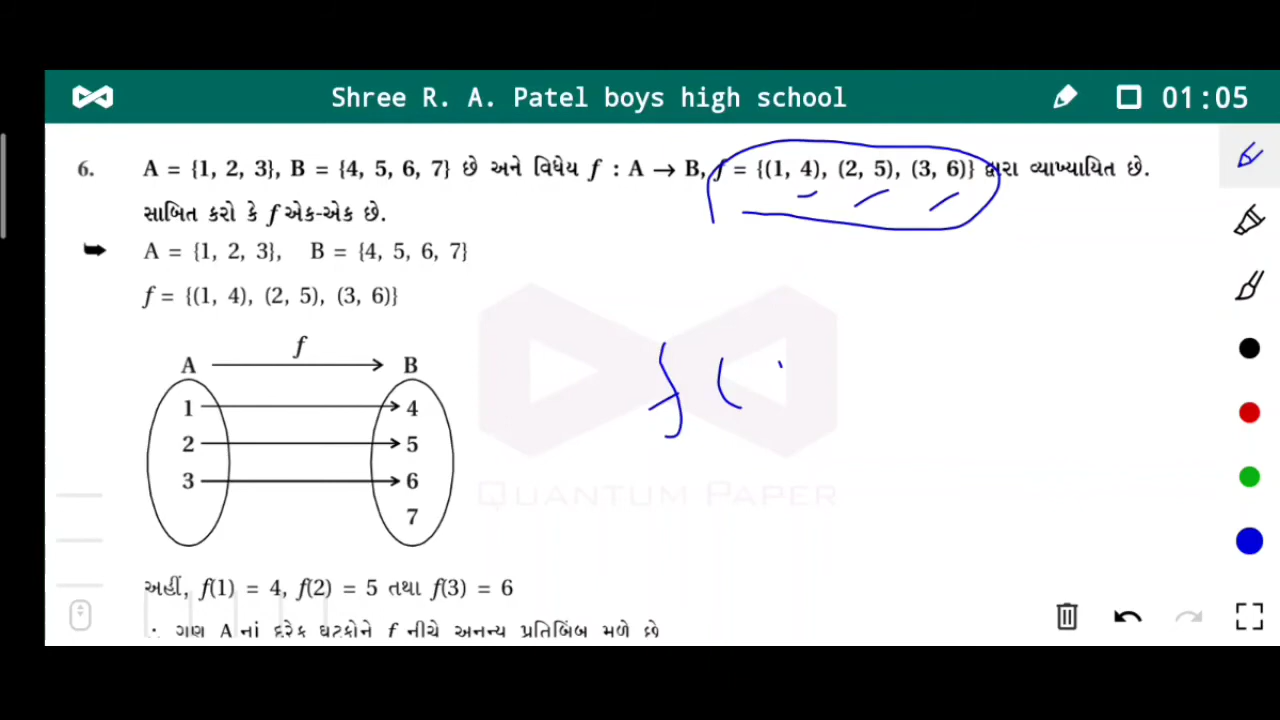 Shree R. A. Patel boys high school 01:05
6. A = {1, 2, 3}, B = {4, 5, 6, 7} છે અને વિધેય f : A → B, f = {(1, 4), (2, 5), (3, 6)} દ્વારા વ્યાખ્યાયિત છે.
સાબિત કરો કે f એક-એક છે.
A = {1, 2, 3}, B = {4, 5, 6, 7}
f = {(1, 4), (2, 5), (3, 6)}
f
A B
1 4
2 5
3 6
7
f (
QUANTUM PAPER
અહીં, f(1) = 4, f(2) = 5 તથા f(3) = 6
∴ ગણ A નાં દરેક ઘટકોને f નીચે અનન્ય પ્રતિબિંબ મળે છે